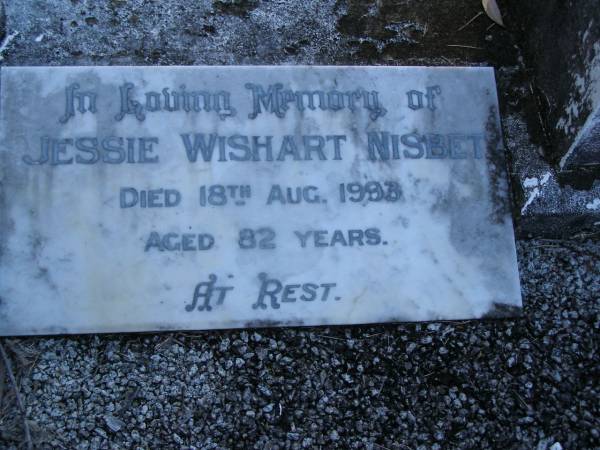 In Loving Memory of
JESSIE WISHART NISBET
DIED 18TH AUG. 1993
AGED 82 YEARS.
AT REST.